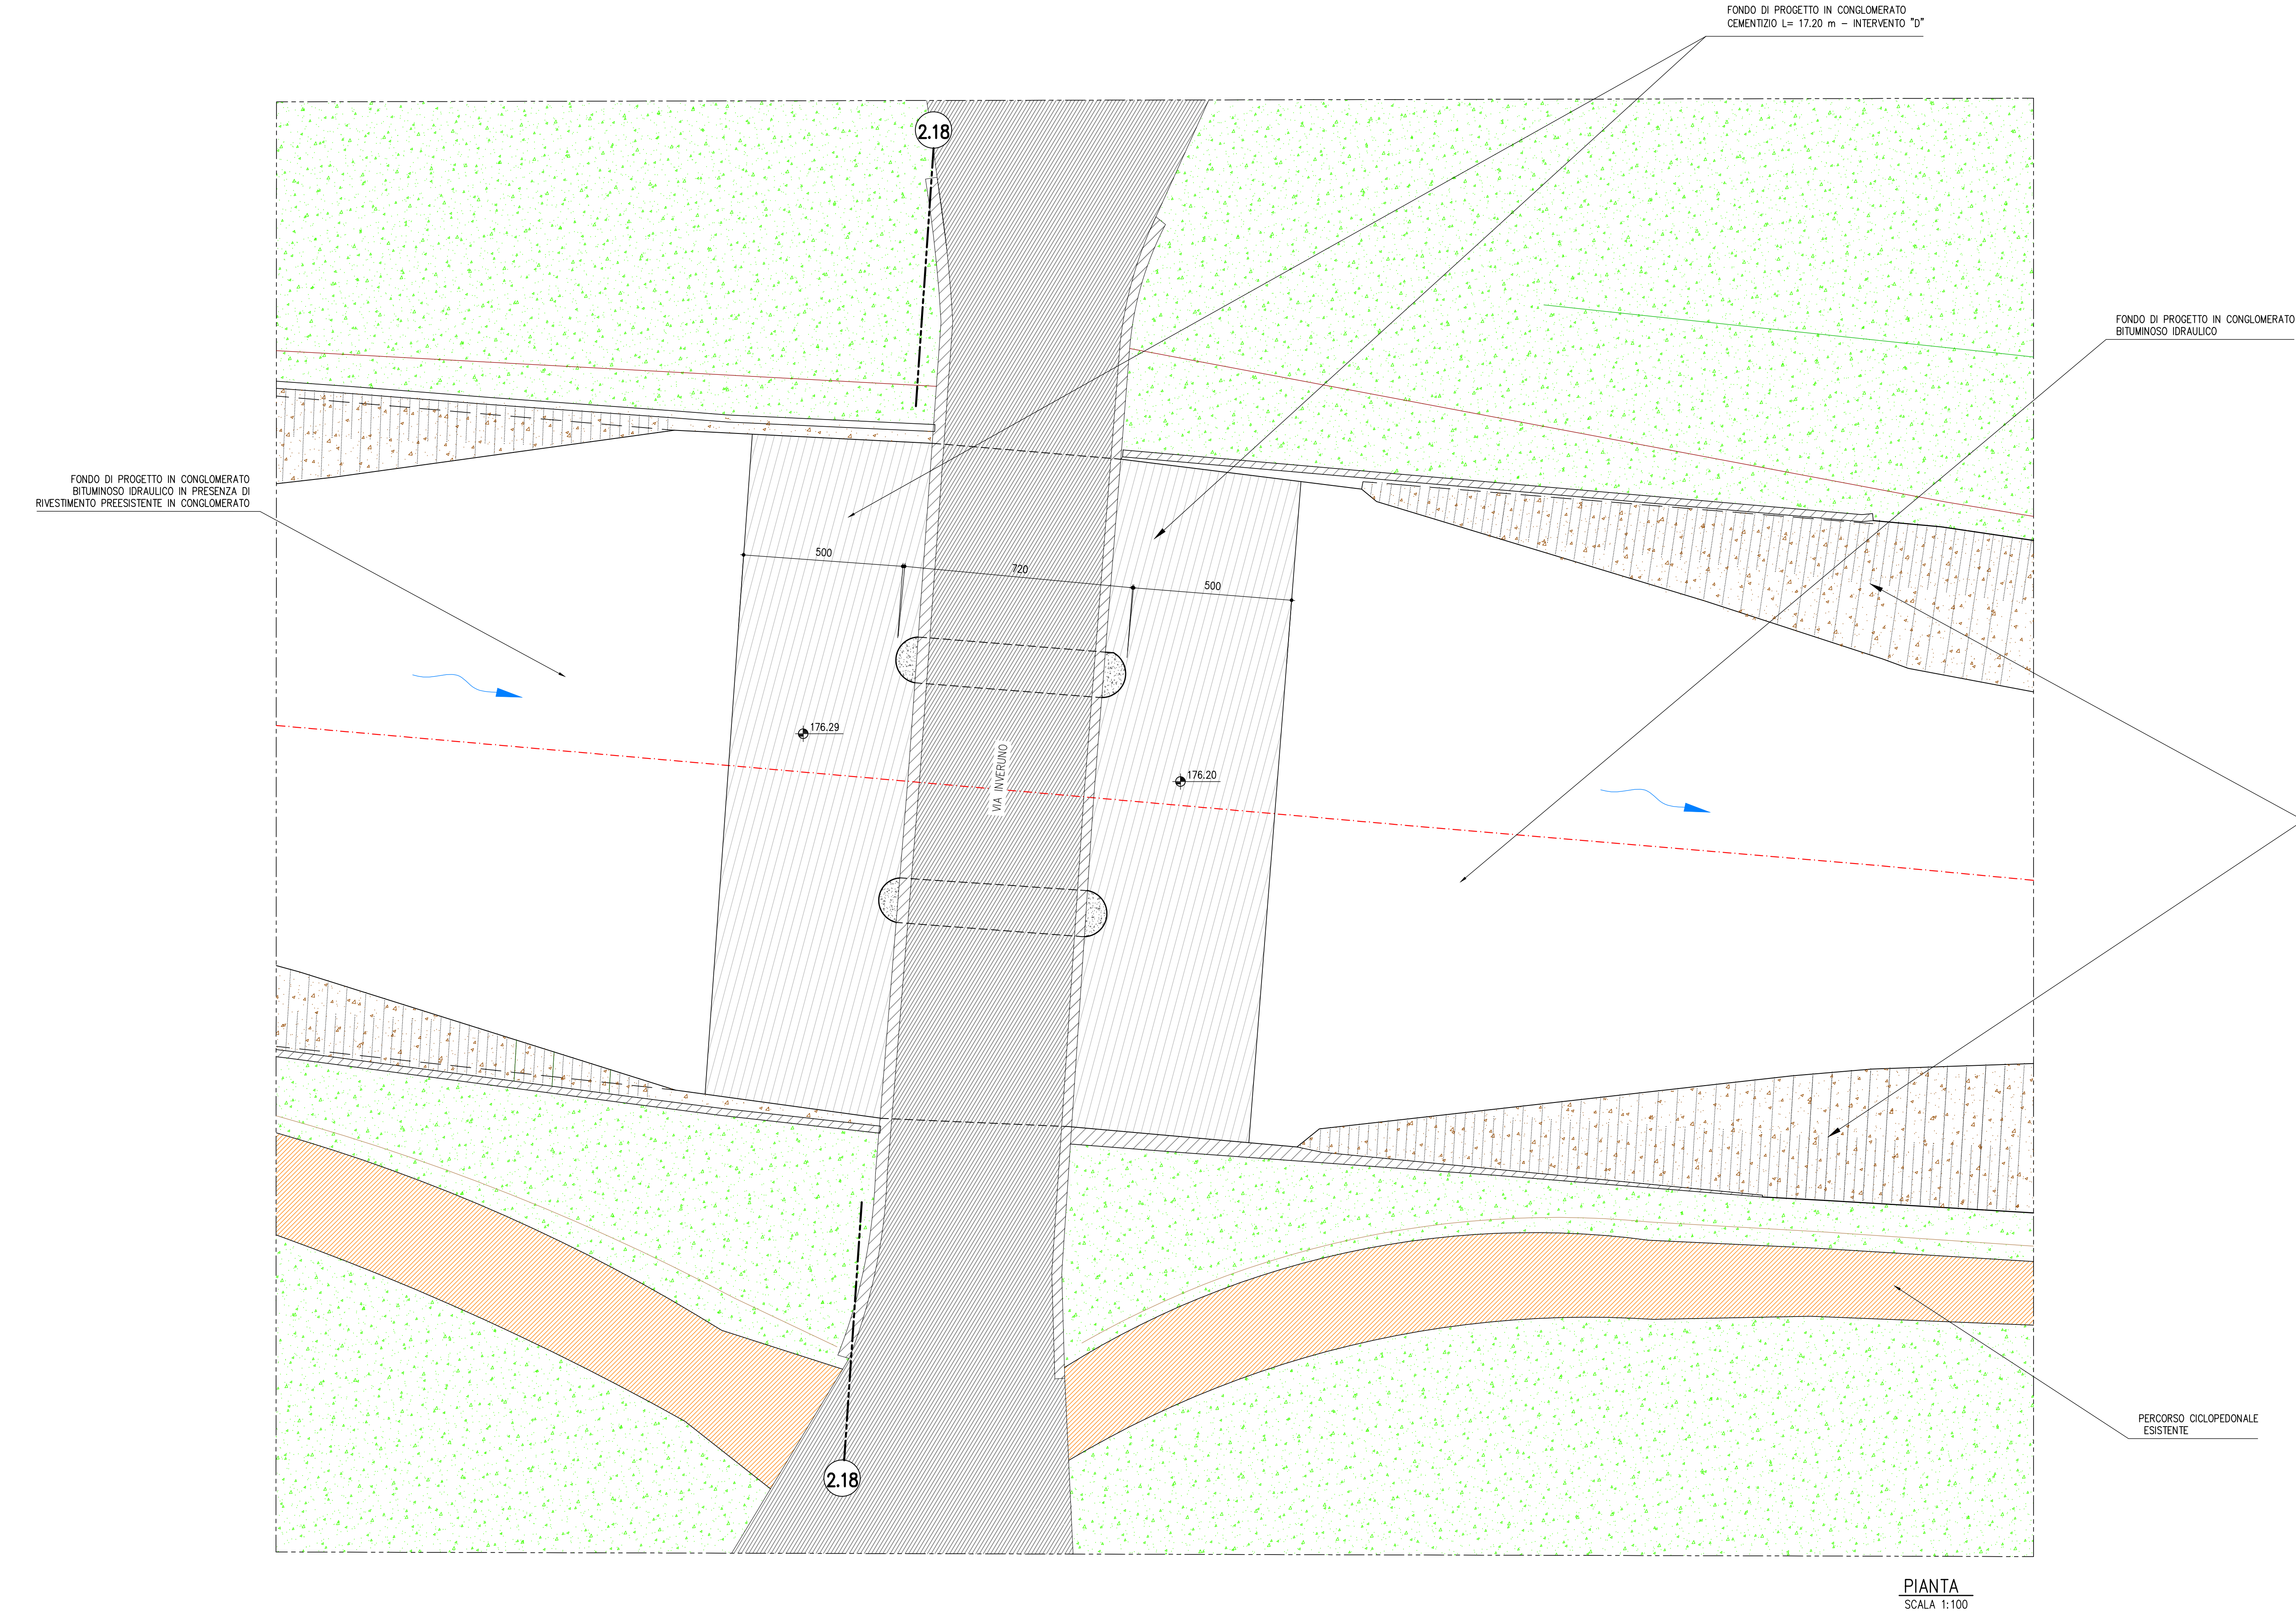 FONDO DI PROGETTO IN CONGLOMERATO
CEMENTIZIO L= 17.20 m – INTERVENTO "D"
2.18
FONDO DI PROGETTO IN CONGLOMERATO
BITUMINOSO IDRAULICO
FONDO DI PROGETTO IN CONGLOMERATO
BITUMINOSO IDRAULICO IN PRESENZA DI
RIVESTIMENTO PREESISTENTE IN CONGLOMERATO
500
720
500
176.29
VIA INVERUNO
176.20
PERCORSO CICLOPEDONALE
ESISTENTE
2.18
PIANTA
SCALA 1:100